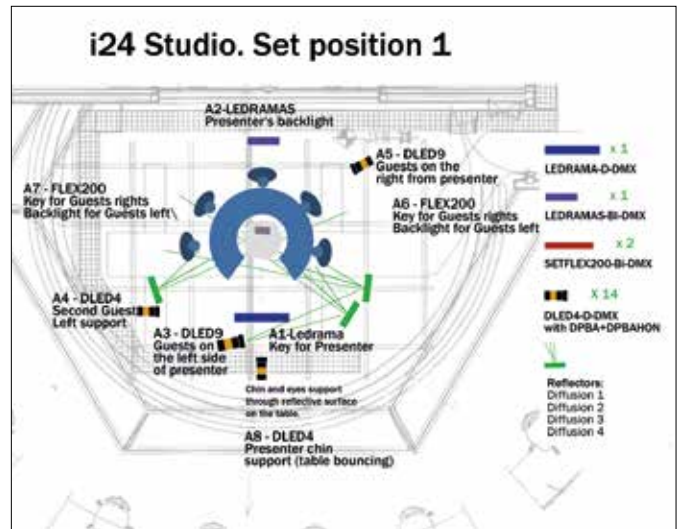 i24 Studio. Set position 1
A2-LEDRAMAS
Presenter's backlight
A5 - DLED9
Guests on the
right from presenter
A7 - FLEX200
Key for Guests rights
Backlight for Guests left\
A6 - FLEX200
Key for Guests rights
Backlight for Guests left
A4 - DLED4
Second Guest
Left support
A3 - DLED9
Guests on
the left side
of presenter
A1-Ledrama
Key for Presenter
Chin and eyes support
through reflective surface
on the table.
A8 - DLED4
Presenter chin
support (table bouncing)
x 1
LEDRAMA-D-DMX
x 1
LEDRAMAS-BI-DMX
x 2
SETFLEX200-Bi-DMX
X 14
DLED4-D-DMX
with DPBA+DPBAHON
Reflectors:
Diffusion 1
Diffusion 2
Diffusion 3
Diffusion 4